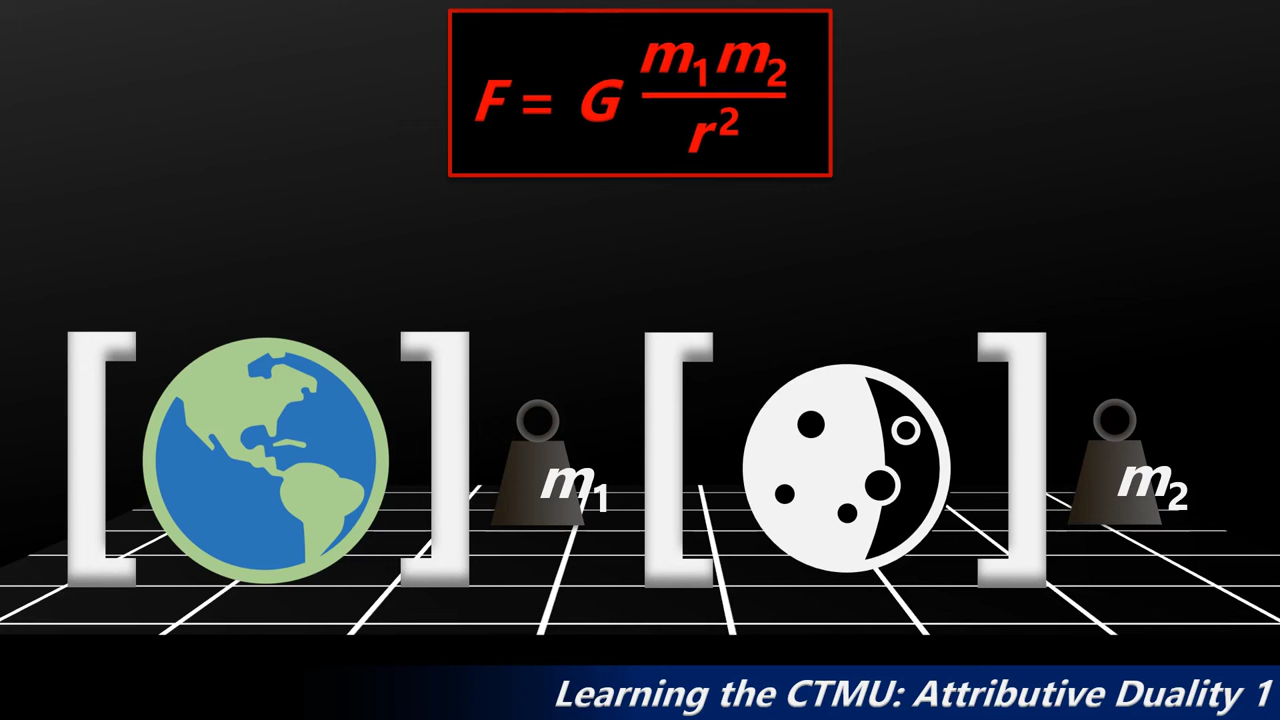 F = G m₁m₂ / r²
m₁
m₂
Learning the CTMU: Attributive Duality 1